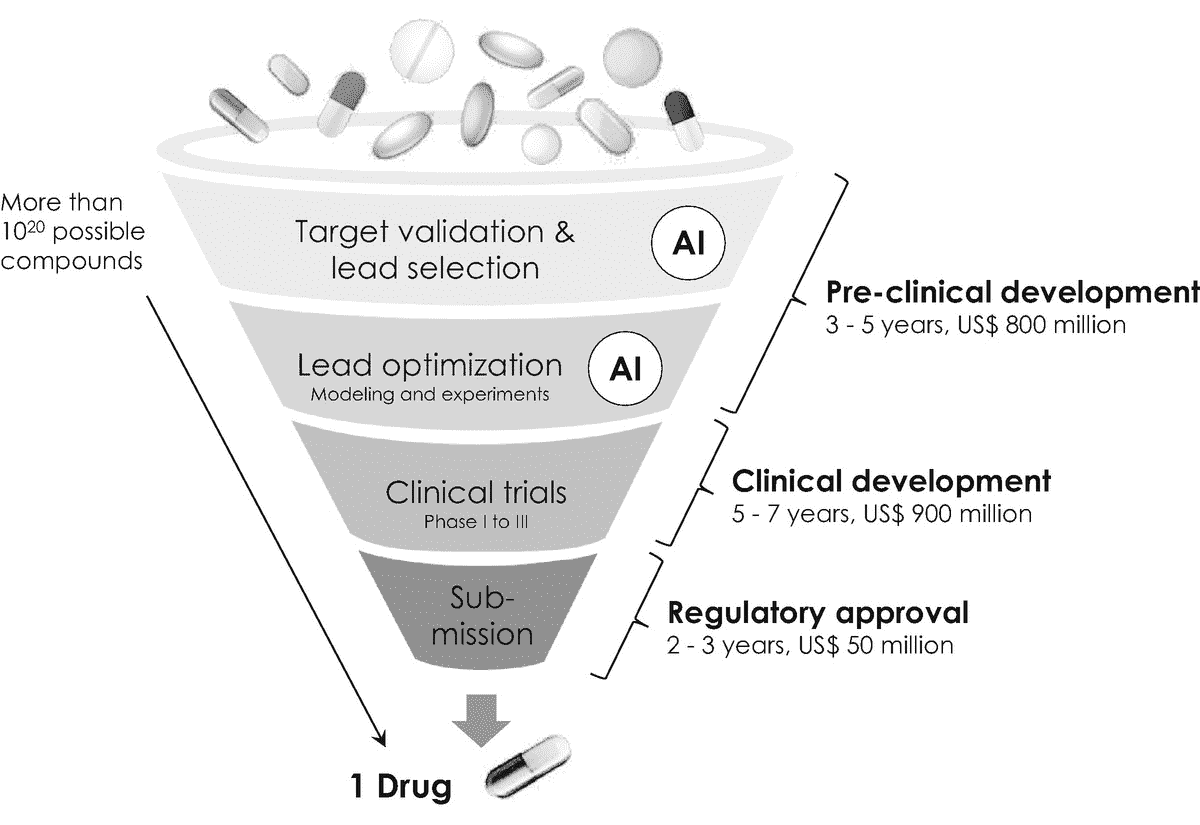 More than
10²⁰ possible
compounds
Target validation &
lead selection
AI
Lead optimization
Modeling and experiments
AI
Clinical trials
Phase I to III
Sub-
mission
Pre-clinical development
3 - 5 years, US$ 800 million
Clinical development
5 - 7 years, US$ 900 million
Regulatory approval
2 - 3 years, US$ 50 million
1 Drug